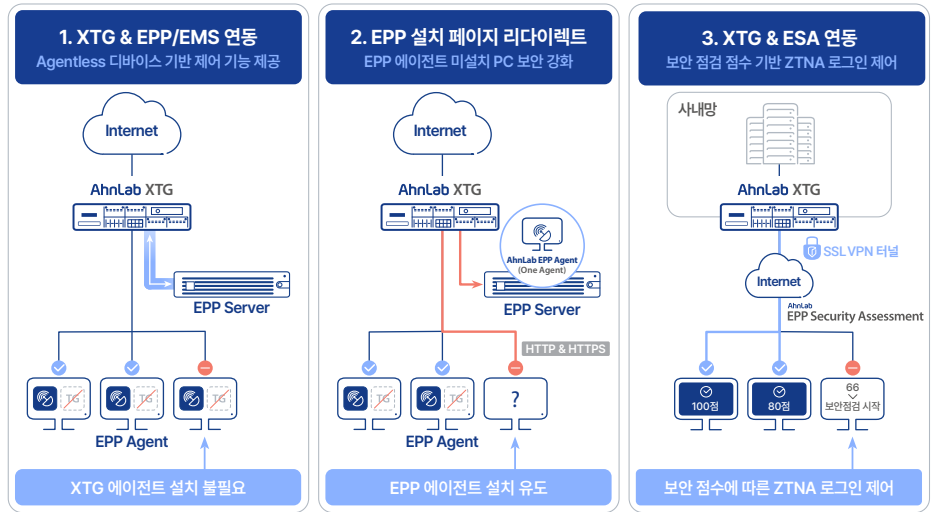 1. XTG & EPP/EMS 연동
Agentless 디바이스 기반 제어 기능 제공
Internet
AhnLab XTG
EPP Server
TG
TG
TG
EPP Agent
XTG 에이전트 설치 불필요
2. EPP 설치 페이지 리다이렉트
EPP 에이전트 미설치 PC 보안 강화
Internet
AhnLab XTG
AhnLab EPP Agent
(One Agent)
EPP Server
HTTP & HTTPS
TG
TG
?
EPP Agent
EPP 에이전트 설치 유도
3. XTG & ESA 연동
보안 점검 점수 기반 ZTNA 로그인 제어
사내망
AhnLab XTG
SSL VPN 터널
Internet
AhnLab
EPP Security Assessment
100점
80점
66
보안점검 시작
보안 점수에 따른 ZTNA 로그인 제어